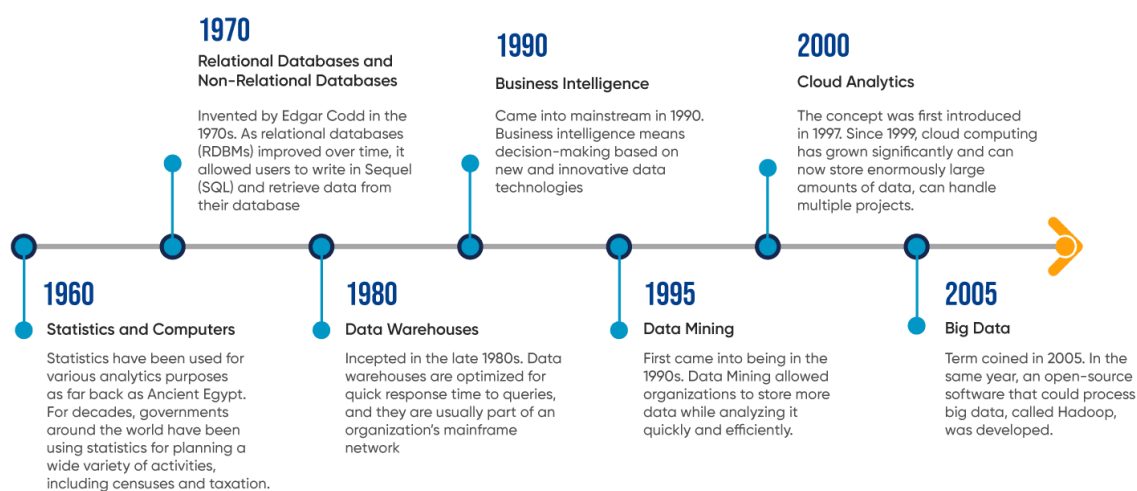 1970
Relational Databases and
Non-Relational Databases
Invented by Edgar Codd in the
1970s. As relational databases
(RDBMs) improved over time, it
allowed users to write in Sequel
(SQL) and retrieve data from
their database
1990
Business Intelligence
Came into mainstream in 1990.
Business intelligence means
decision-making based on
new and innovative data
technologies
2000
Cloud Analytics
The concept was first introduced
in 1997. Since 1999, cloud computing
has grown significantly and can
now store enormously large
amounts of data, can handle
multiple projects.
1960
Statistics and Computers
Statistics have been used for
various analytics purposes
as far back as Ancient Egypt.
For decades, governments
around the world have been
using statistics for planning a
wide variety of activities,
including censuses and taxation.
1980
Data Warehouses
Incepted in the late 1980s. Data
warehouses are optimized for
quick response time to queries,
and they are usually part of an
organization's mainframe
network
1995
Data Mining
First came into being in the
1990s. Data Mining allowed
organizations to store more
data while analyzing it
quickly and efficiently.
2005
Big Data
Term coined in 2005. In the
same year, an open-source
software that could process
big data, called Hadoop,
was developed.